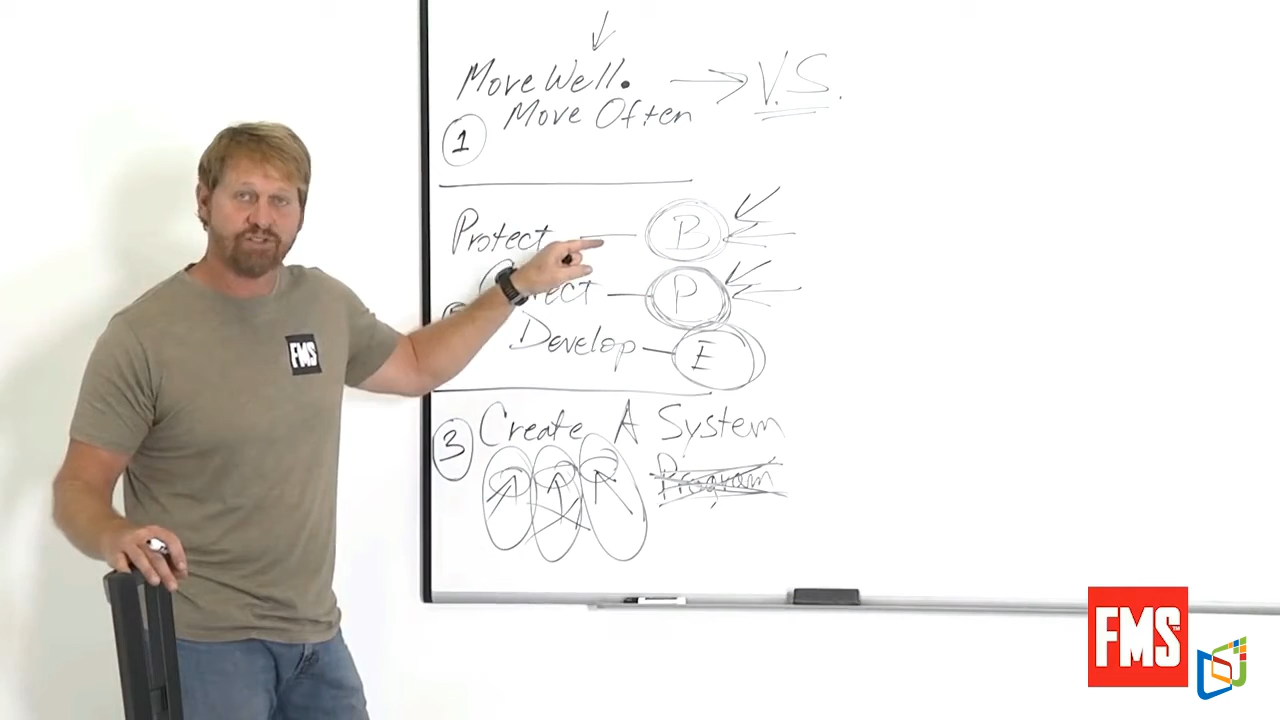 Move Well. V.S.
Move Often
1
Protect B
P
Develop E
3 Create A System
Program
FMS
FMS